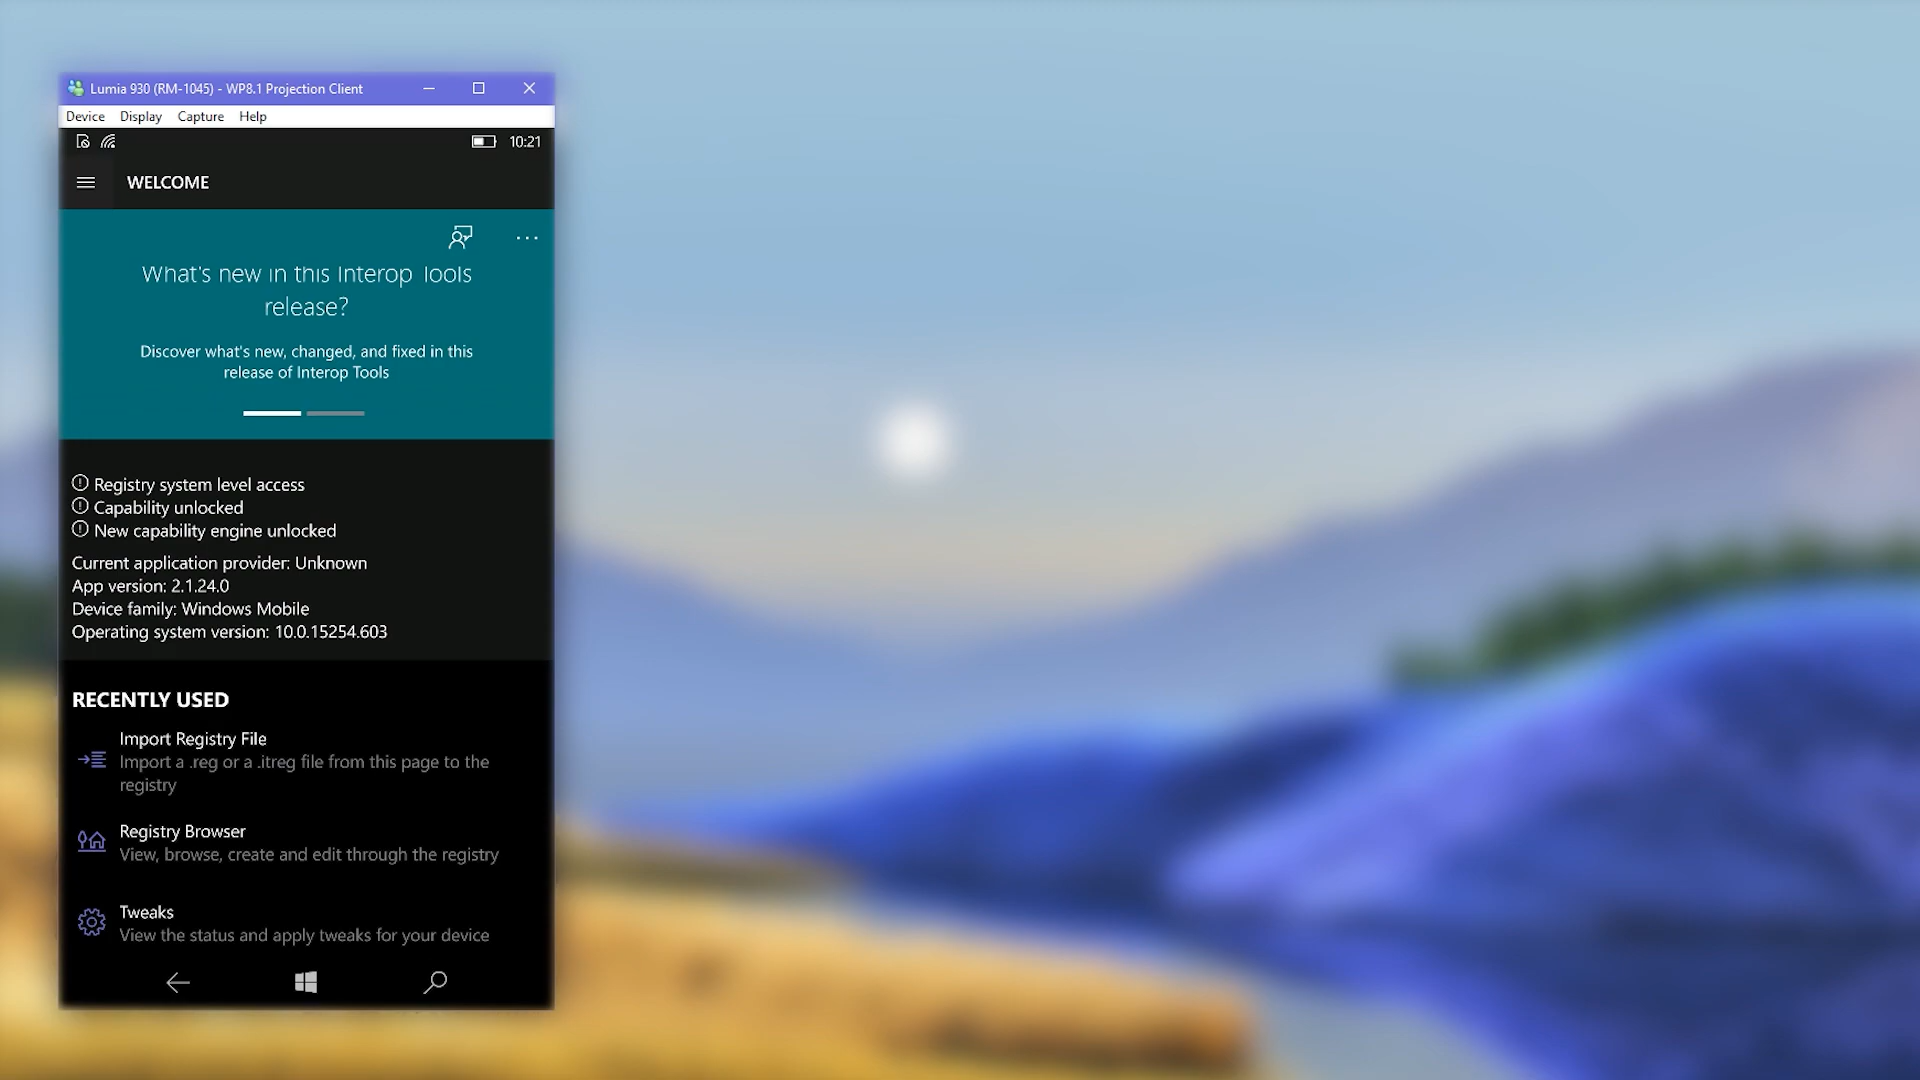 Lumia 930 (RM-1045) - WP8.1 Projection Client
Device Display Capture Help
10:21
WELCOME
What's new in this Interop Tools
release?
Discover what's new, changed, and fixed in this
release of Interop Tools
Registry system level access
Capability unlocked
New capability engine unlocked
Current application provider: Unknown
App version: 2.1.24.0
Device family: Windows Mobile
Operating system version: 10.0.15254.603
RECENTLY USED
Import Registry File
Import a .reg or a .itreg file from this page to the
registry
Registry Browser
View, browse, create and edit through the registry
Tweaks
View the status and apply tweaks for your device